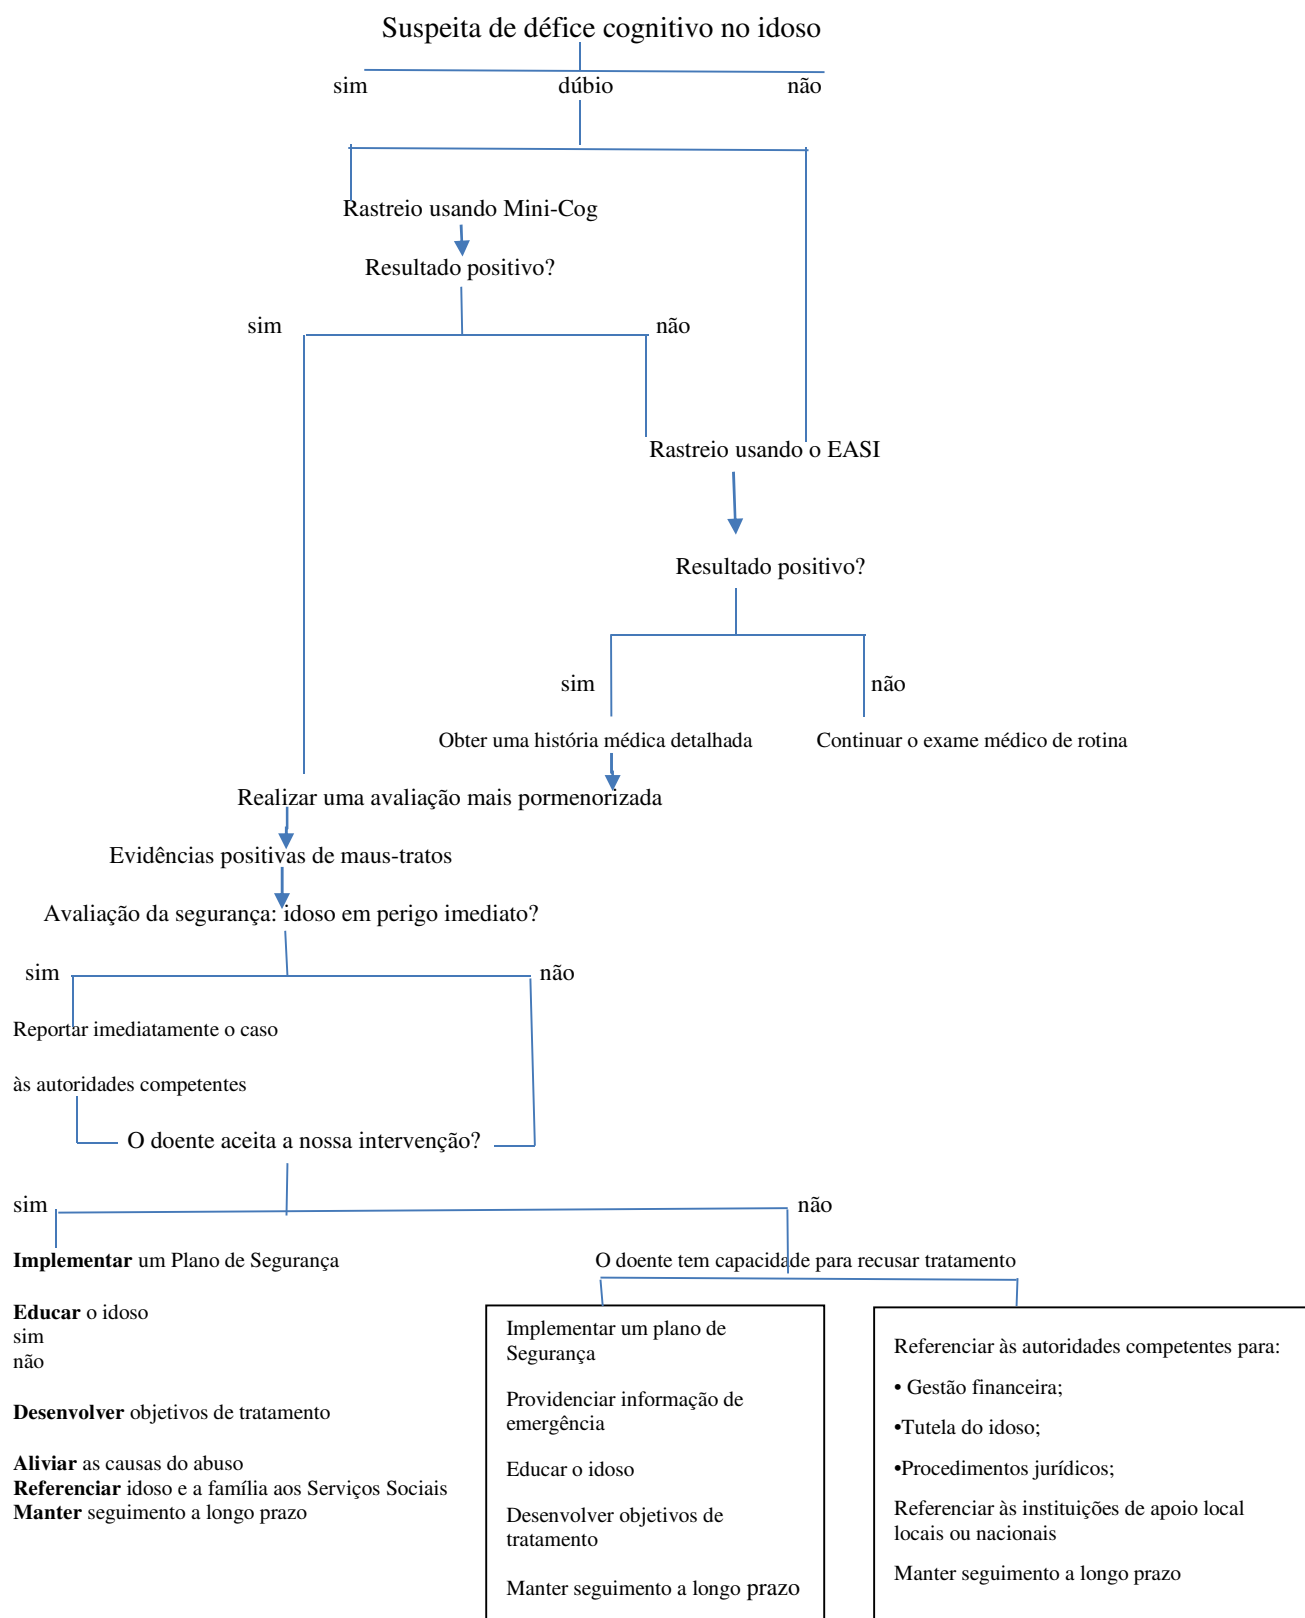 Suspeita de défice cognitivo no idoso
sim dúbio não
Rastreio usando Mini-Cog
Resultado positivo?
sim não
Rastreio usando o EASI
Resultado positivo?
sim não
Obter uma história médica detalhada Continuar o exame médico de rotina
Realizar uma avaliação mais pormenorizada
Evidências positivas de maus-tratos
Avaliação da segurança: idoso em perigo imediato?
sim não
Reportar imediatamente o caso
às autoridades competentes
O doente aceita a nossa intervenção?
sim não
Implementar um Plano de Segurança
Educar o idoso
sim
não
Desenvolver objetivos de tratamento
Aliviar as causas do abuso
Referenciar idoso e a família aos Serviços Sociais
Manter seguimento a longo prazo
O doente tem capacidade para recusar tratamento
Implementar um plano de
Segurança
Providenciar informação de
emergência
Educar o idoso
Desenvolver objetivos de
tratamento
Manter seguimento a longo prazo
Referenciar às autoridades competentes para:
• Gestão financeira;
•Tutela do idoso;
•Procedimentos jurídicos;
Referenciar às instituições de apoio local
locais ou nacionais
Manter seguimento a longo prazo